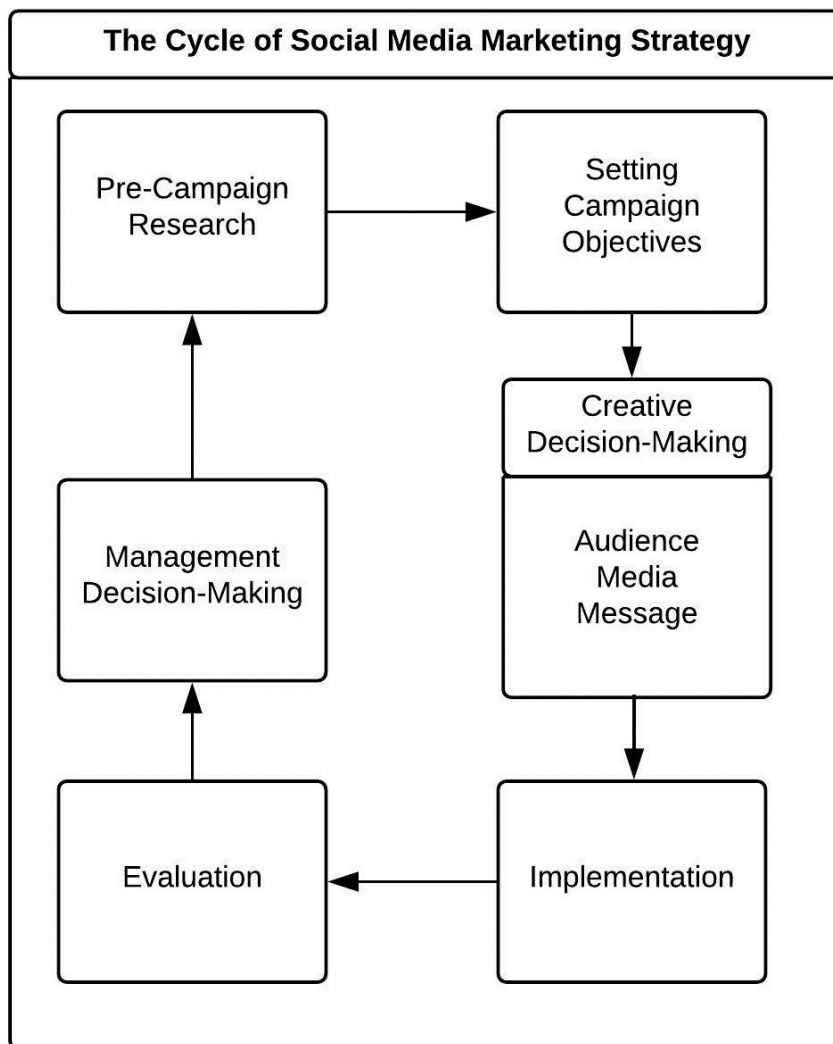 The Cycle of Social Media Marketing Strategy
Pre-Campaign
Research
Setting
Campaign
Objectives
Creative
Decision-Making
Audience
Media
Message
Implementation
Evaluation
Management
Decision-Making